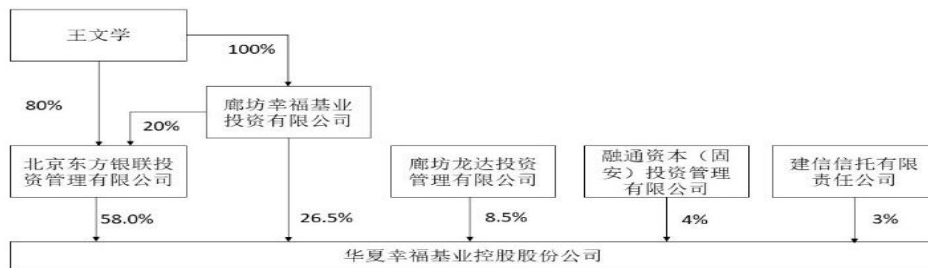 王文学
100%
80%
廊坊幸福基业
投资有限公司
20%
北京东方银联投
资管理有限公司
廊坊龙达投资
管理有限公司
融通资本（固
安）投资管理
有限公司
建信信托有限
责任公司
58.0%
26.5%
8.5%
4%
3%
华夏幸福基业控股股份公司